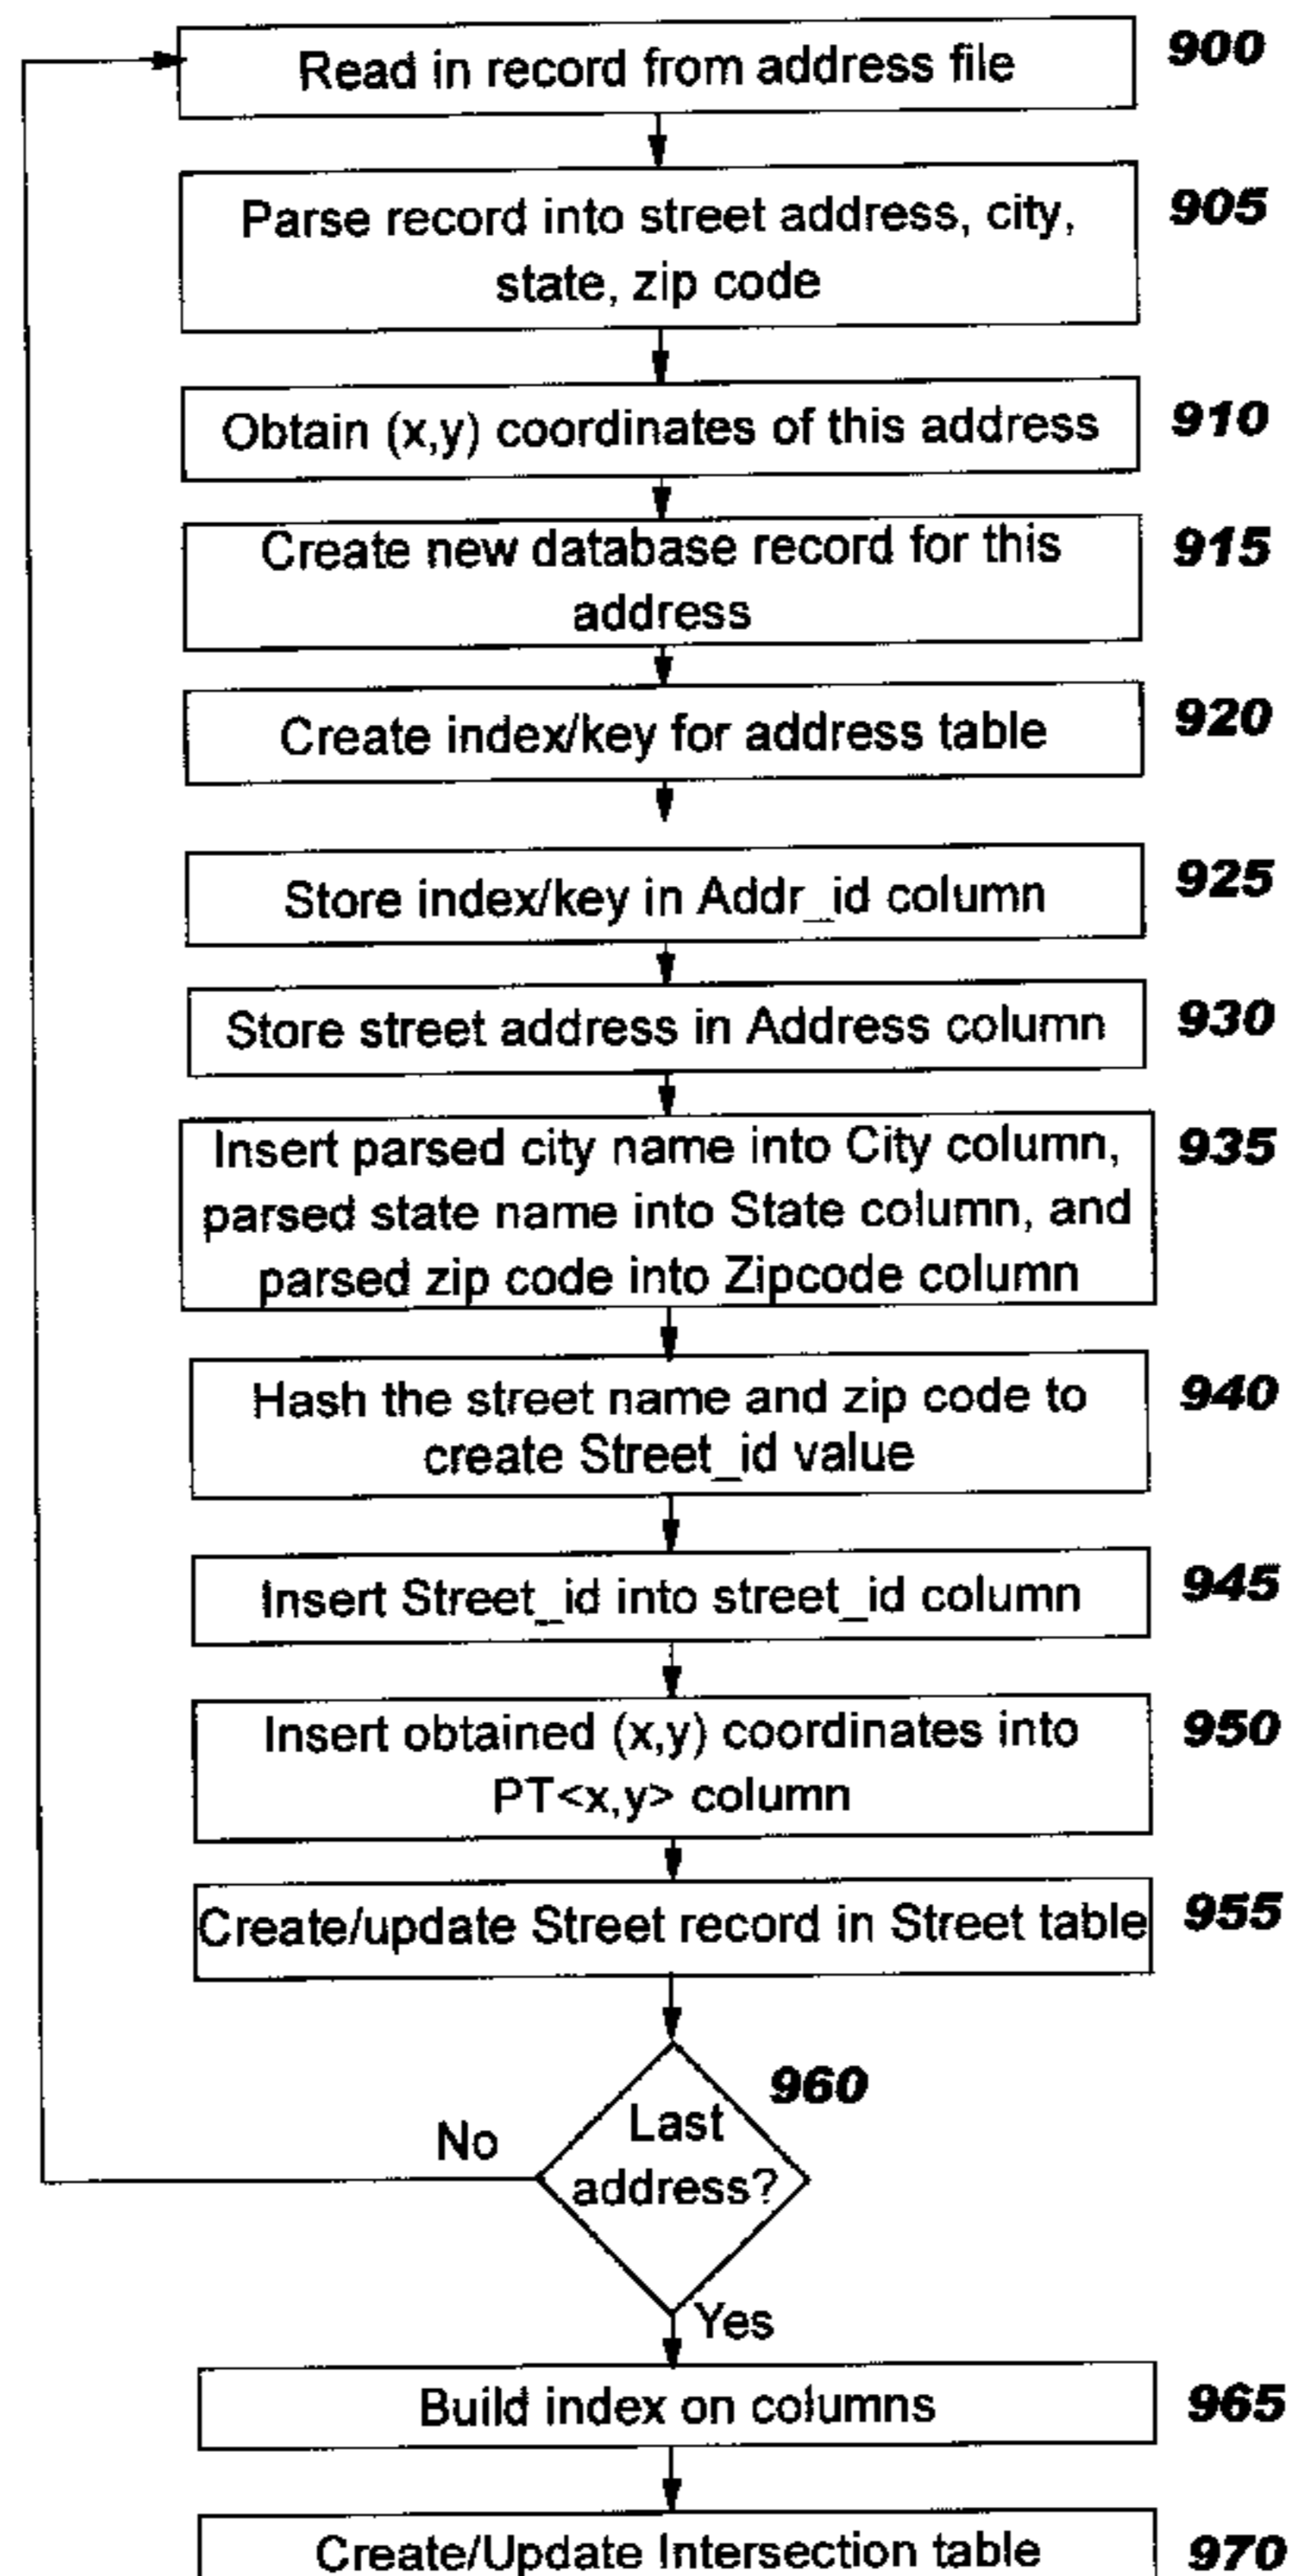 Read in record from address file 900
Parse record into street address, city, 905
state, zip code
Obtain (x,y) coordinates of this address 910
Create new database record for this 915
address
Create index/key for address table 920
Store index/key in Addr_id column 925
Store street address in Address column 930
Insert parsed city name into City column, 935
parsed state name into State column, and
parsed zip code into Zipcode column
Hash the street name and zip code to 940
create Street_id value
Insert Street_id into street_id column 945
Insert obtained (x,y) coordinates into 950
PT<x,y> column
Create/update Street record in Street table 955
960
Last
No
address?
Yes
Build index on columns 965
Create/Update Intersection table 970